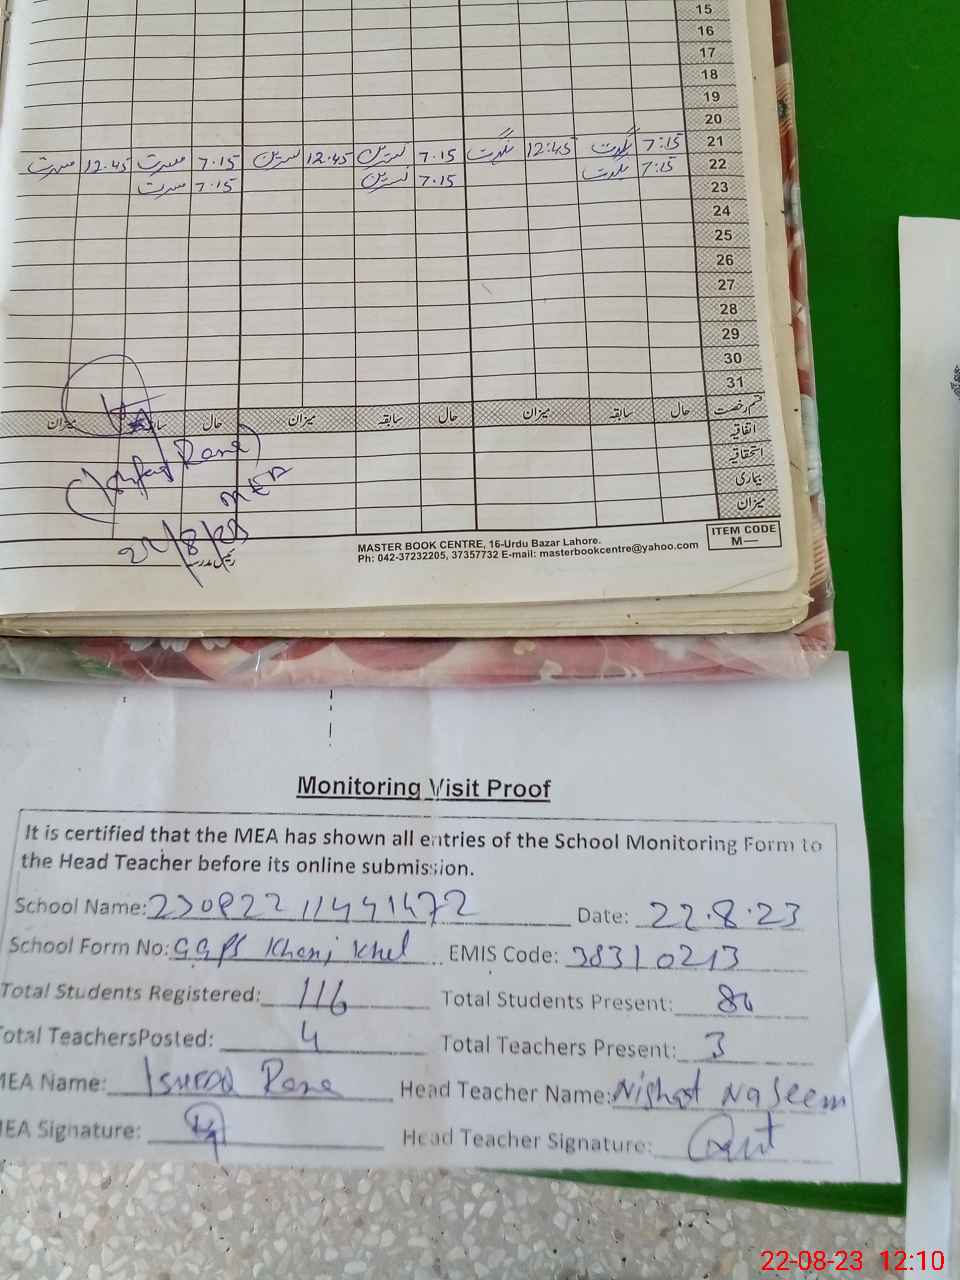 15
16
17
18
19
20
21
7:15 نگہت 12:45 نگہت 7.15 نسرین 12.45 نسرین 7.15 مسرت 12.45 مسرت
22
7:15 نگہت 7.15 نسرین 7.15 مسرت
23
24
25
26
27
28
29
30
31
قسم رخصت حال سابقہ میزان حال سابقہ میزان حال سابقہ میزان
اتفاقیہ
استحقاقیہ
بیماری
میزان
MEA
22/8/23
رئیس مدرسہ
MASTER BOOK CENTRE, 16-Urdu Bazar Lahore.
Ph: 042-37232205, 37357732 E-mail: masterbookcentre@yahoo.com
ITEM CODE
M—
Monitoring Visit Proof
It is certified that the MEA has shown all entries of the School Monitoring Form to
the Head Teacher before its online submission.
School Name: Date: 22.8.23
School Form No: GGPS Khanj Khel EMIS Code: 38310213
Total Students Registered: 116 Total Students Present: 80
Total TeachersPosted: 4 Total Teachers Present: 3
MEA Name: Head Teacher Name: Nighat Naseem
MEA Signature: Head Teacher Signature:
22-08-23 12:10